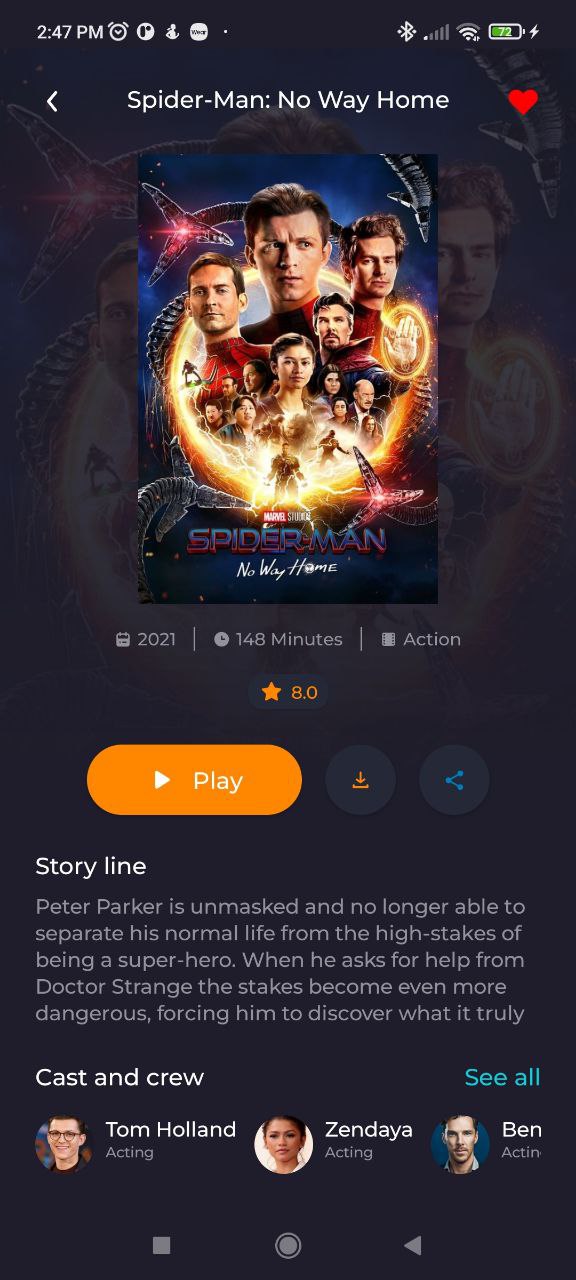 2:47 PM
Wear
72
Spider-Man: No Way Home
MARVEL STUDIOS
SPIDER-MAN
No Way Home
2021
148 Minutes
Action
8.0
Play
Story line
Peter Parker is unmasked and no longer able to
separate his normal life from the high-stakes of
being a super-hero. When he asks for help from
Doctor Strange the stakes become even more
dangerous, forcing him to discover what it truly
Cast and crew
See all
Tom Holland
Acting
Zendaya
Acting
Ben
Actin